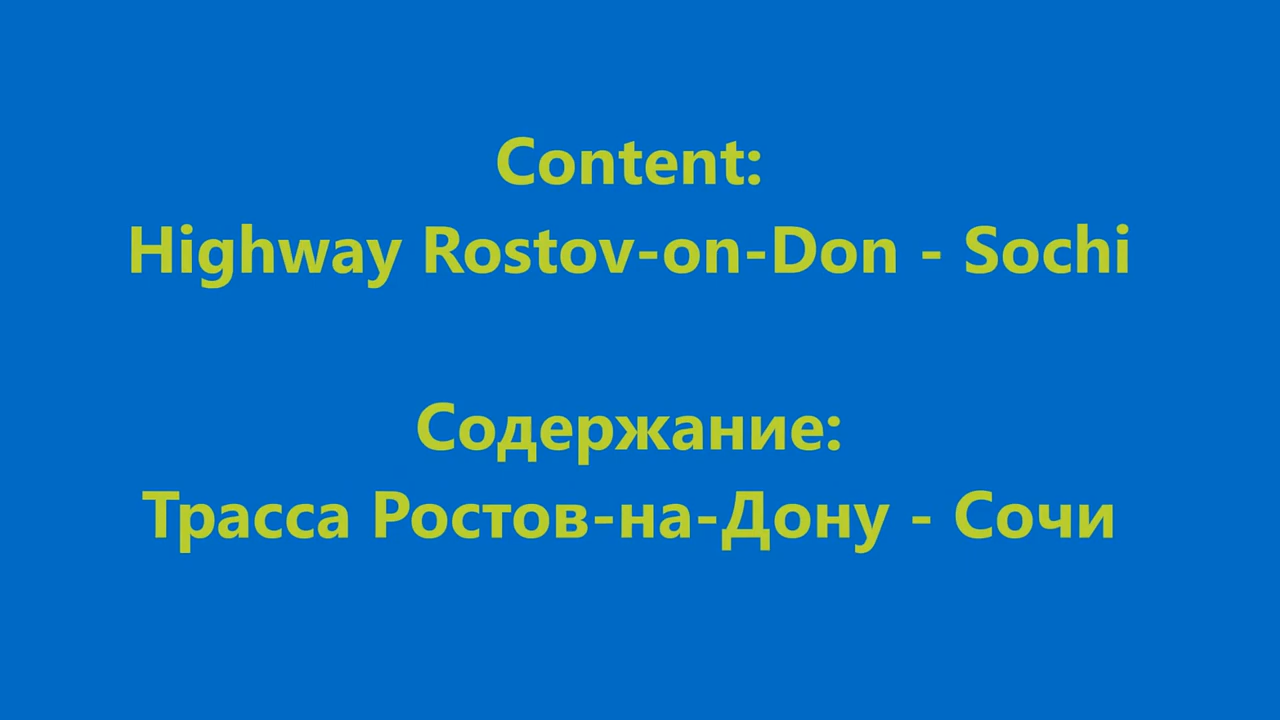 Content:
Highway Rostov-on-Don - Sochi
Содержание:
Трасса Ростов-на-Дону - Сочи